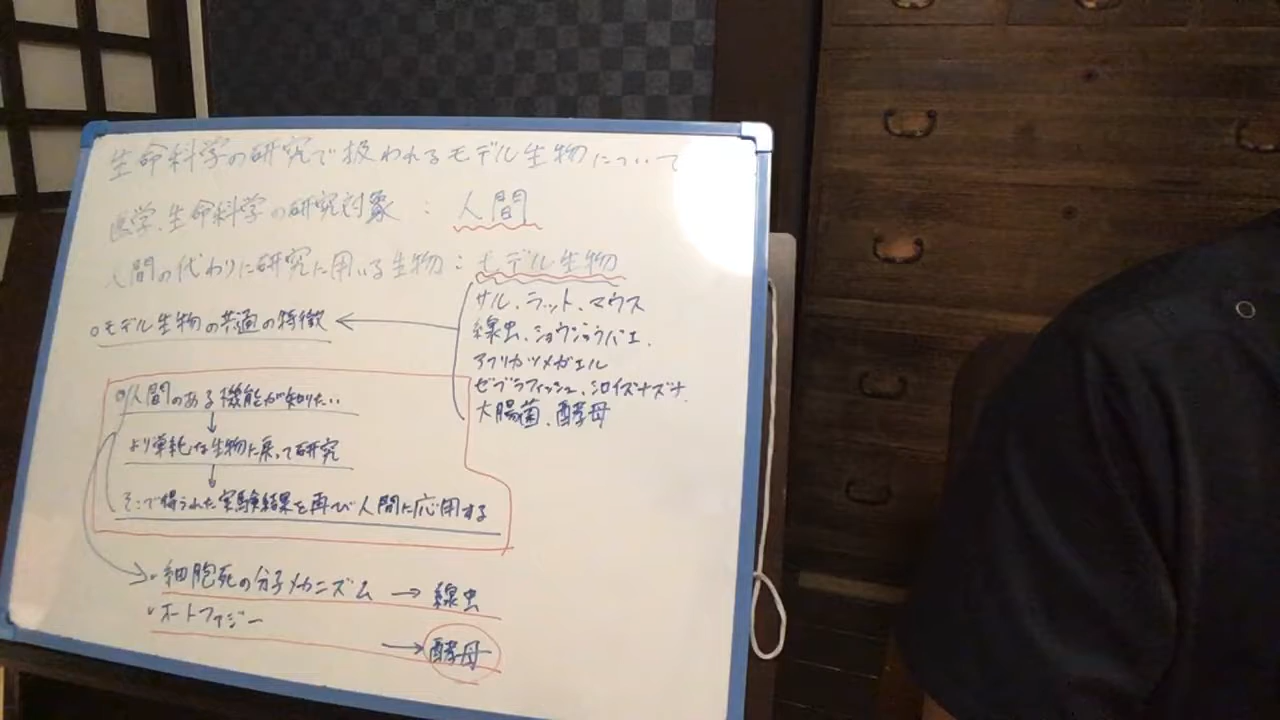 生命科学の研究で扱われるモデル生物について
医学、生命科学の研究対象 : 人間
人間の代わりに研究に用いる生物 : モデル生物
サル、ラット、マウス
線虫、ショウジョウバエ、
アフリカツメガエル
ゼブラフィッシュ、シロイズナズナ
大腸菌、酵母
○モデル生物の共通の特徴
○人間のある機能が知りたい..
↓
より単純な生物に戻って研究
↓
そこで得られた実験結果を再び人間に応用する
・細胞死の分子メカニズム → 線虫
・オートファジー
→ 酵母